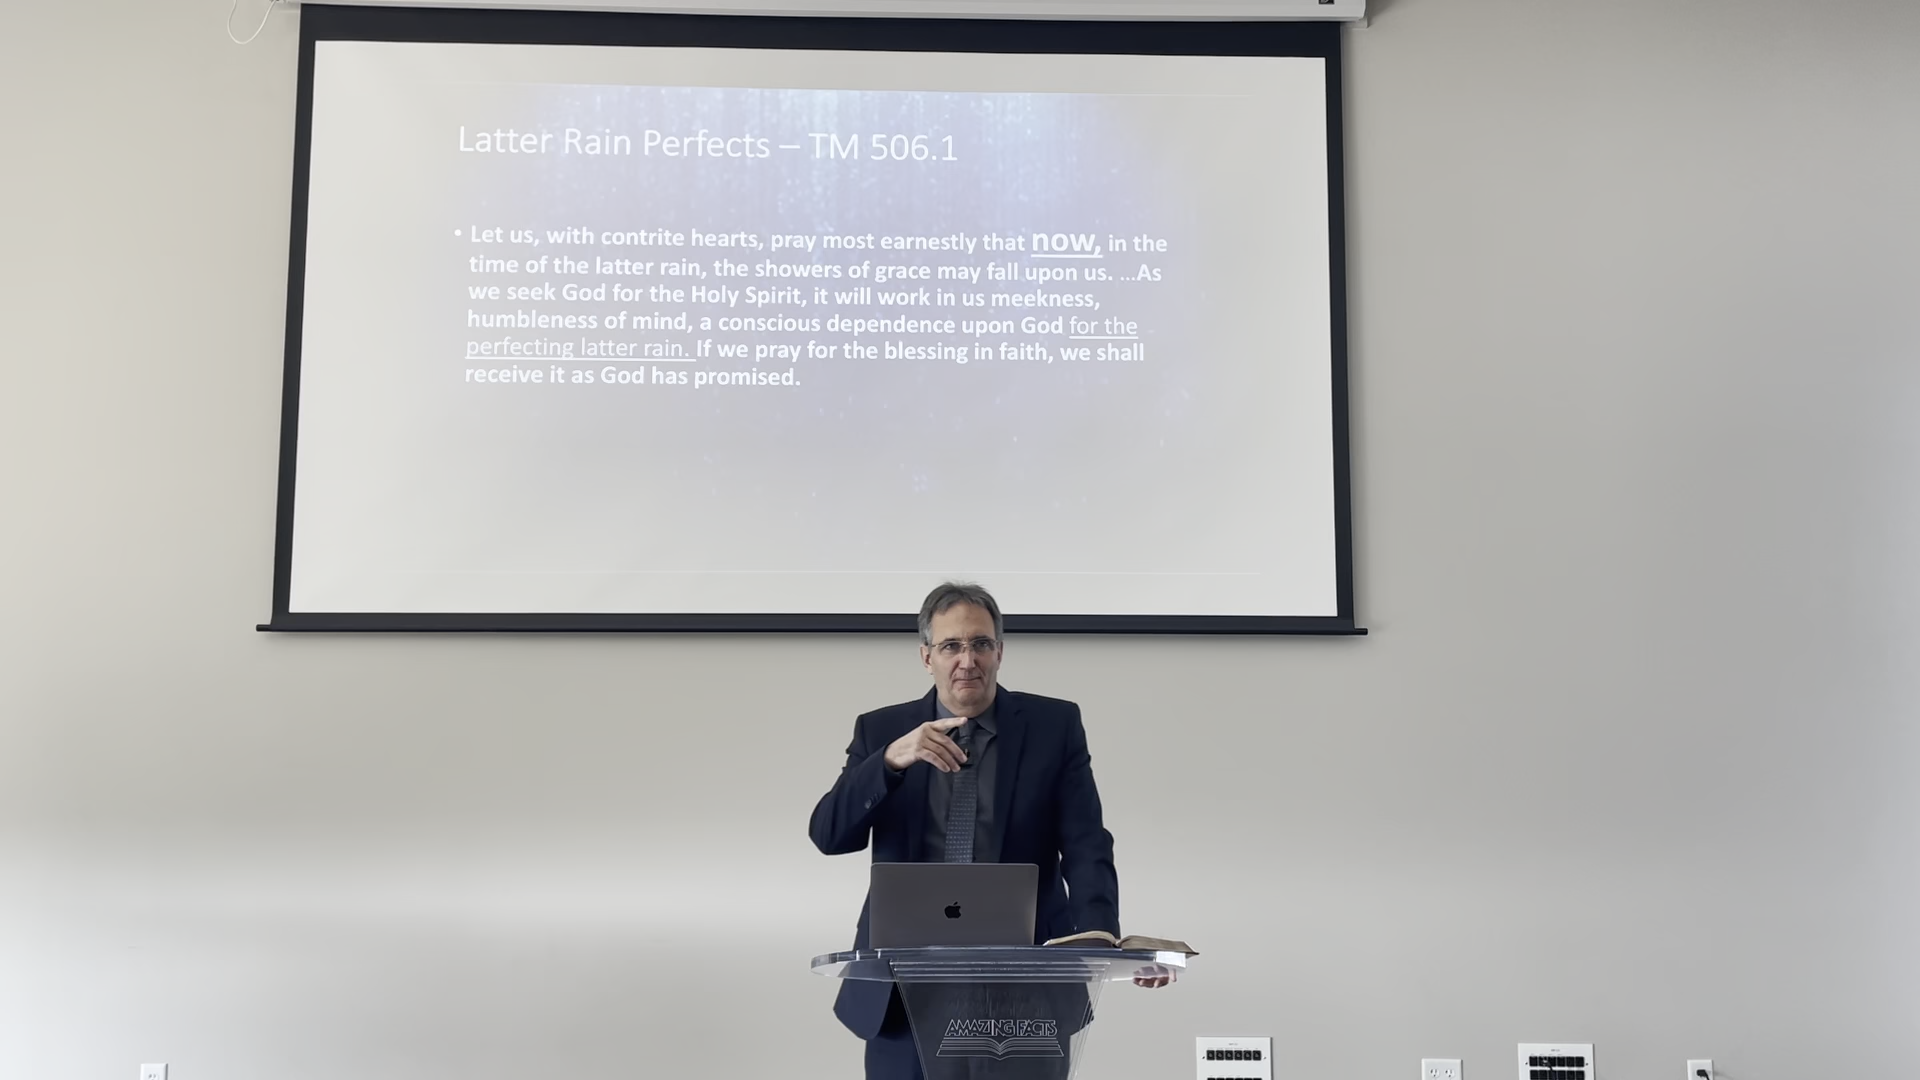 Latter Rain Perfects – TM 506.1
• Let us, with contrite hearts, pray most earnestly that now, in the
time of the latter rain, the showers of grace may fall upon us. ...As
we seek God for the Holy Spirit, it will work in us meekness,
humbleness of mind, a conscious dependence upon God for the
perfecting latter rain. If we pray for the blessing in faith, we shall
receive it as God has promised.
AMAZING FACTS